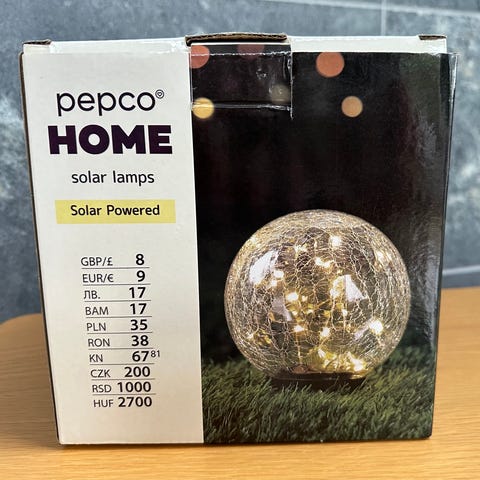 pepco
HOME
solar lamps
Solar Powered
GBP/£ 8
EUR/€ 9
ЛВ. 17
BAM 17
PLN 35
RON 38
KN 67⁸¹
CZK 200
RSD 1000
HUF 2700